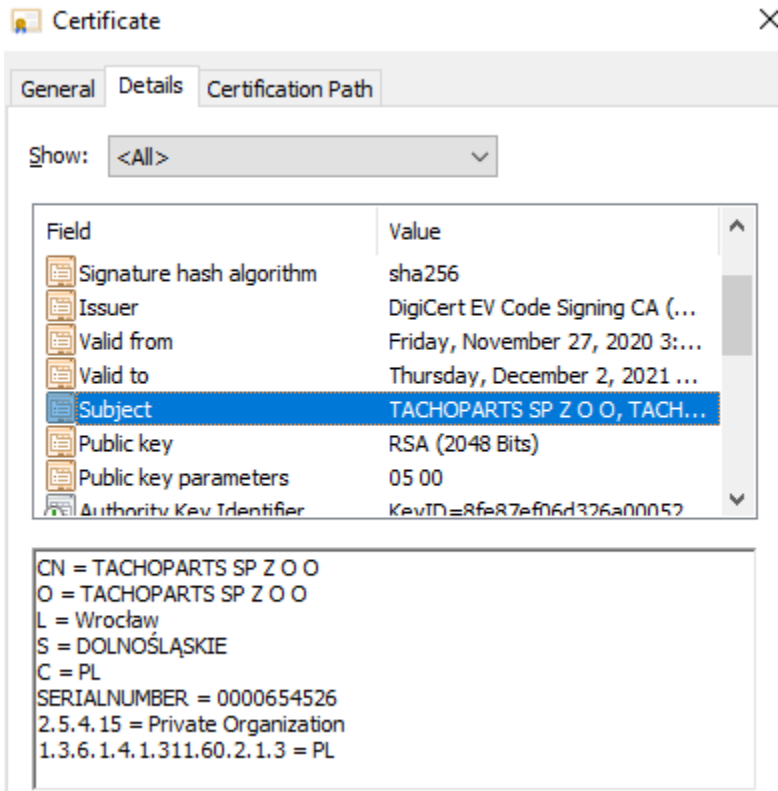 Certificate
General Details Certification Path
Show: <All>
Field Value
Signature hash algorithm sha256
Issuer DigiCert EV Code Signing CA (...
Valid from Friday, November 27, 2020 3:...
Valid to Thursday, December 2, 2021 ...
Subject TACHOPARTS SP Z O O, TACH...
Public key RSA (2048 Bits)
Public key parameters 05 00
Authority Key Identifier KeyID=8fe87ef06d326a00052
CN = TACHOPARTS SP Z O O
O = TACHOPARTS SP Z O O
L = Wrocław
S = DOLNOŚLĄSKIE
C = PL
SERIALNUMBER = 0000654526
2.5.4.15 = Private Organization
1.3.6.1.4.1.311.60.2.1.3 = PL